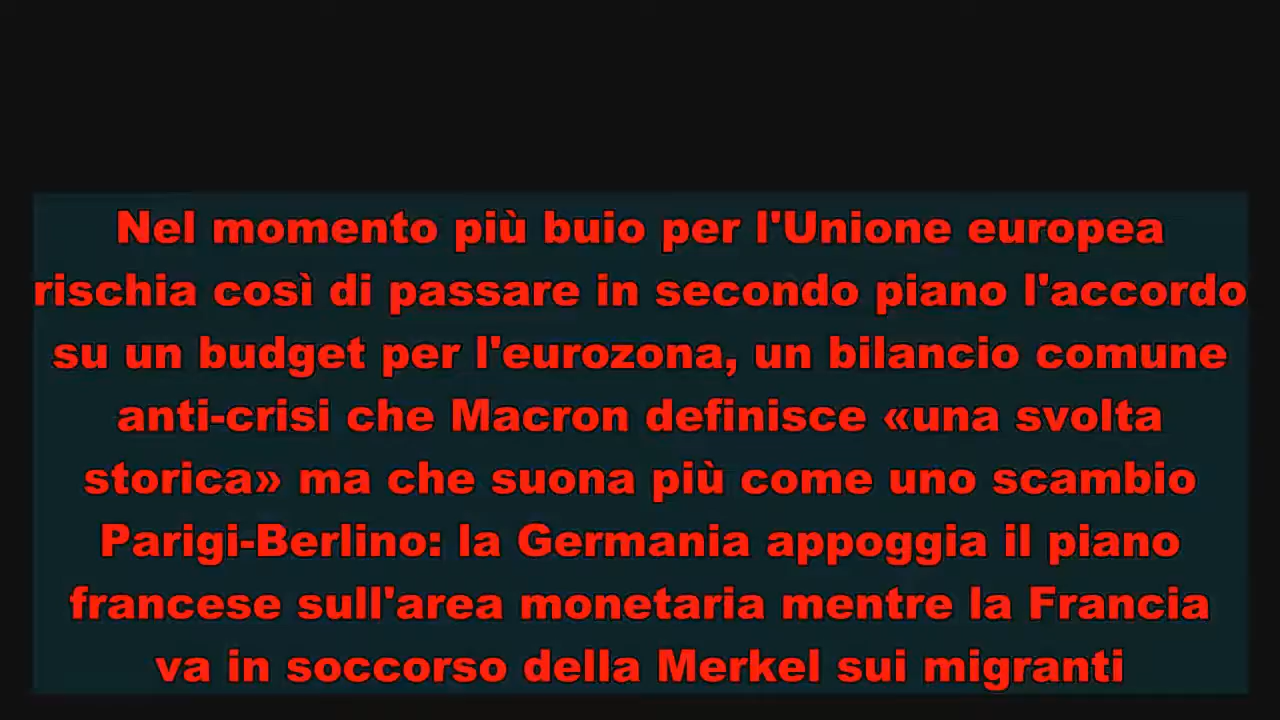 Nel momento più buio per l'Unione europea
rischia così di passare in secondo piano l'accordo
su un budget per l'eurozona, un bilancio comune
anti-crisi che Macron definisce «una svolta
storica» ma che suona più come uno scambio
Parigi-Berlino: la Germania appoggia il piano
francese sull'area monetaria mentre la Francia
va in soccorso della Merkel sui migranti